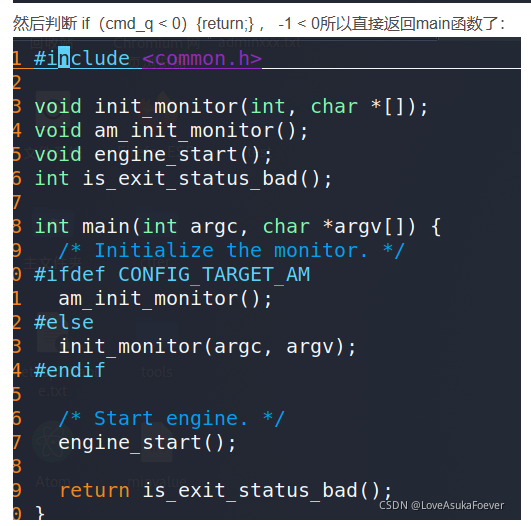 然后判断 if（cmd_q < 0）{return;} ， -1 < 0所以直接返回main函数了：
1 #include <common.h>
2
3 void init_monitor(int, char *[]);
4 void am_init_monitor();
5 void engine_start();
6 int is_exit_status_bad();
7
8 int main(int argc, char *argv[]) {
9   /* Initialize the monitor. */
0 #ifdef CONFIG_TARGET_AM
1   am_init_monitor();
2 #else
3   init_monitor(argc, argv);
4 #endif
5
6   /* Start engine. */
7   engine_start();
8
9   return is_exit_status_bad();
0 }
tools
e.txt
Atom
CSDN @LoveAsukaFoever